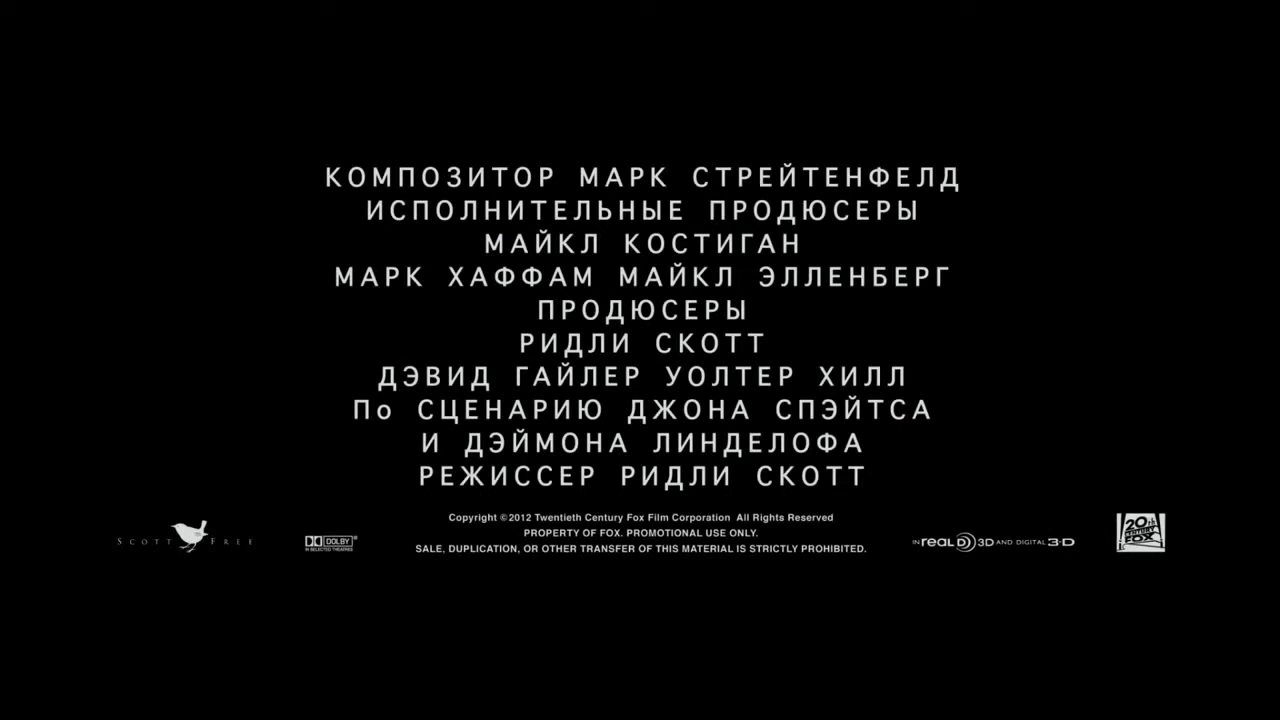 КОМПОЗИТОР МАРК СТРЕЙТЕНФЕЛД
ИСПОЛНИТЕЛЬНЫЕ ПРОДЮСЕРЫ
МАЙКЛ КОСТИГАН
МАРК ХАФФАМ МАЙКЛ ЭЛЛЕНБЕРГ
ПРОДЮСЕРЫ
РИДЛИ СКОТТ
ДЭВИД ГАЙЛЕР УОЛТЕР ХИЛЛ
По СЦЕНАРИЮ ДЖОНА СПЭЙТСА
И ДЭЙМОНА ЛИНДЕЛОФА
РЕЖИССЕР РИДЛИ СКОТТ
Copyright ©2012 Twentieth Century Fox Film Corporation All Rights Reserved
PROPERTY OF FOX. PROMOTIONAL USE ONLY.
SALE, DUPLICATION, OR OTHER TRANSFER OF THIS MATERIAL IS STRICTLY PROHIBITED.
SCOTT FREE
DOLBY
IN SELECTED THEATRES
IN REAL D 3D AND DIGITAL 3-D
20TH
CENTURY
FOX